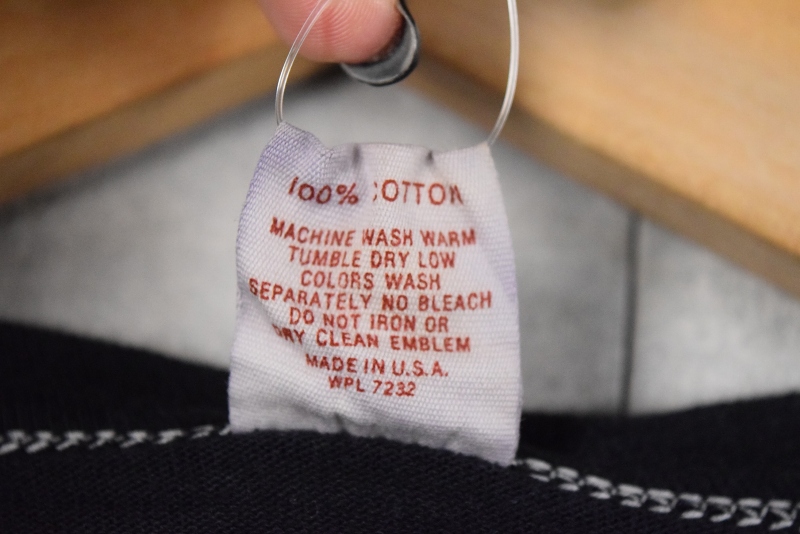 100% COTTON
MACHINE WASH WARM
TUMBLE DRY LOW
COLORS WASH
SEPARATELY NO BLEACH
DO NOT IRON OR
DRY CLEAN EMBLEM
MADE IN U.S.A.
WPL 7232